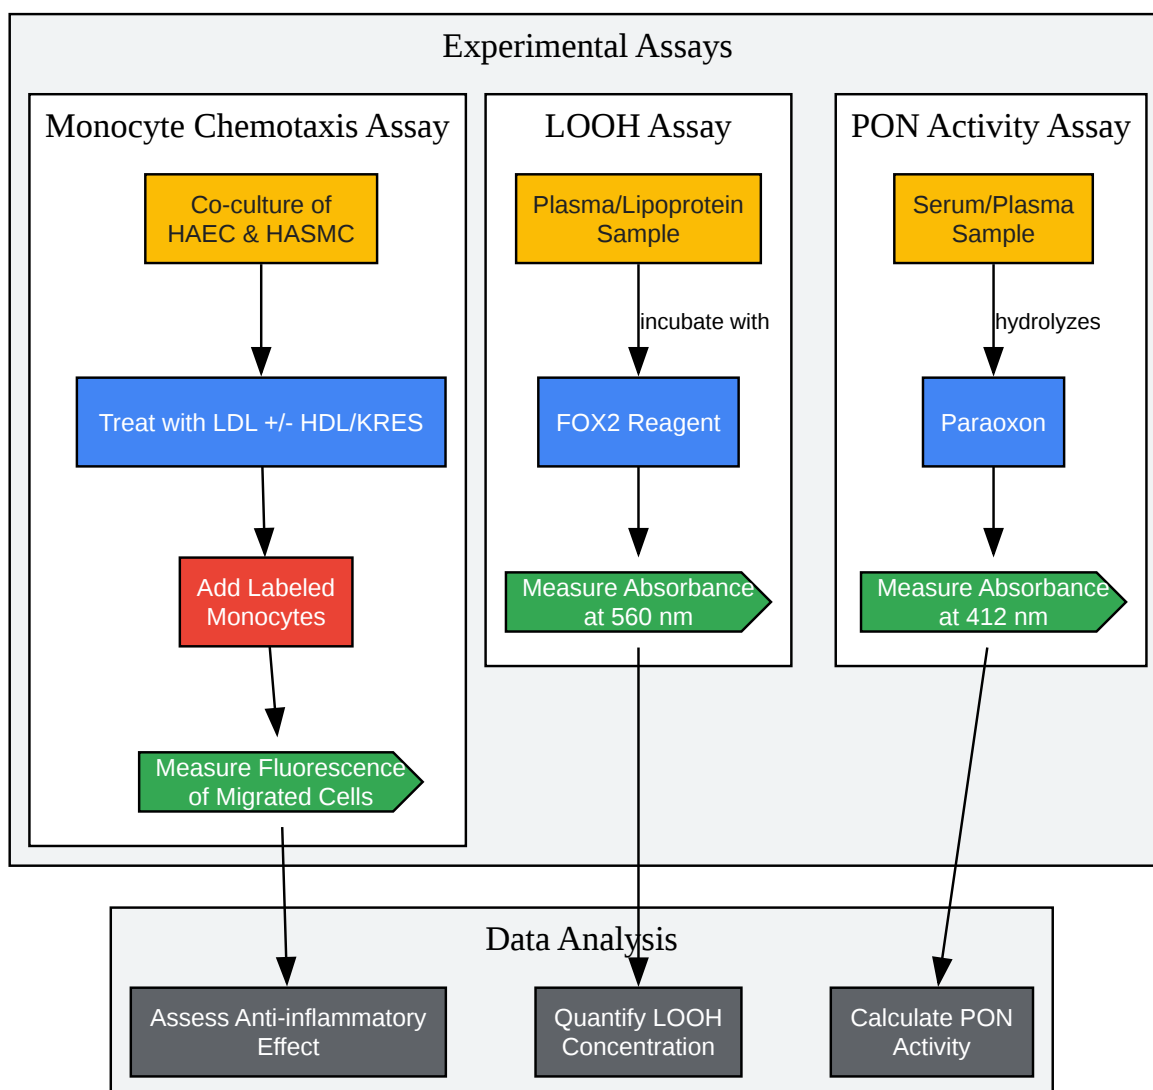 Experimental Assays
Monocyte Chemotaxis Assay
Co-culture of
HAEC & HASMC
Treat with LDL +/- HDL/KRES
Add Labeled
Monocytes
Measure Fluorescence
of Migrated Cells
LOOH Assay
Plasma/Lipoprotein
Sample
incubate with
FOX2 Reagent
Measure Absorbance
at 560 nm
PON Activity Assay
Serum/Plasma
Sample
hydrolyzes
Paraoxon
Measure Absorbance
at 412 nm
Data Analysis
Assess Anti-inflammatory
Effect
Quantify LOOH
Concentration
Calculate PON
Activity